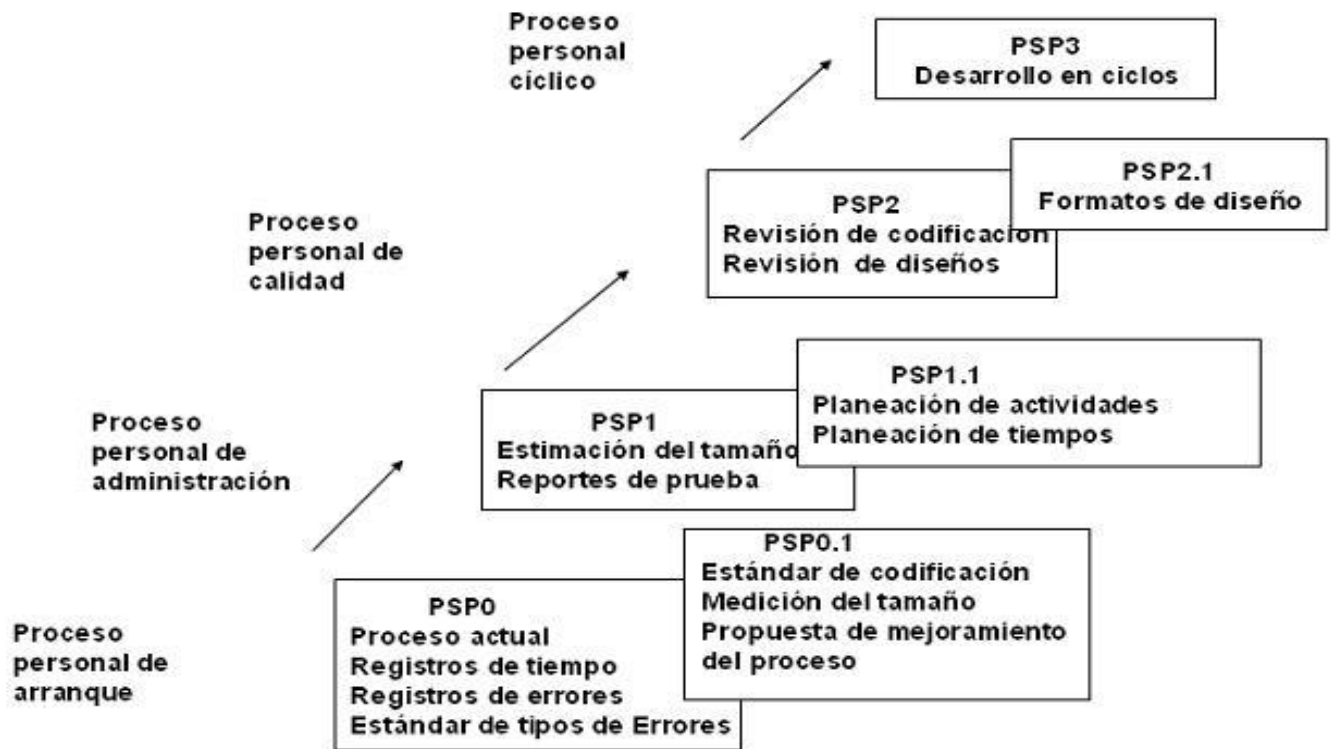 Proceso
personal
cíclico
PSP3
Desarrollo en ciclos
Proceso
personal de
calidad
PSP2
Revisión de codificación
Revisión de diseños
PSP2.1
Formatos de diseño
Proceso
personal de
administración
PSP1
Estimación del tamaño
Reportes de prueba
PSP1.1
Planeación de actividades
Planeación de tiempos
Proceso
personal de
arranque
PSP0
Proceso actual
Registros de tiempo
Registros de errores
Estándar de tipos de Errores
PSP0.1
Estándar de codificación
Medición del tamaño
Propuesta de mejoramiento
del proceso